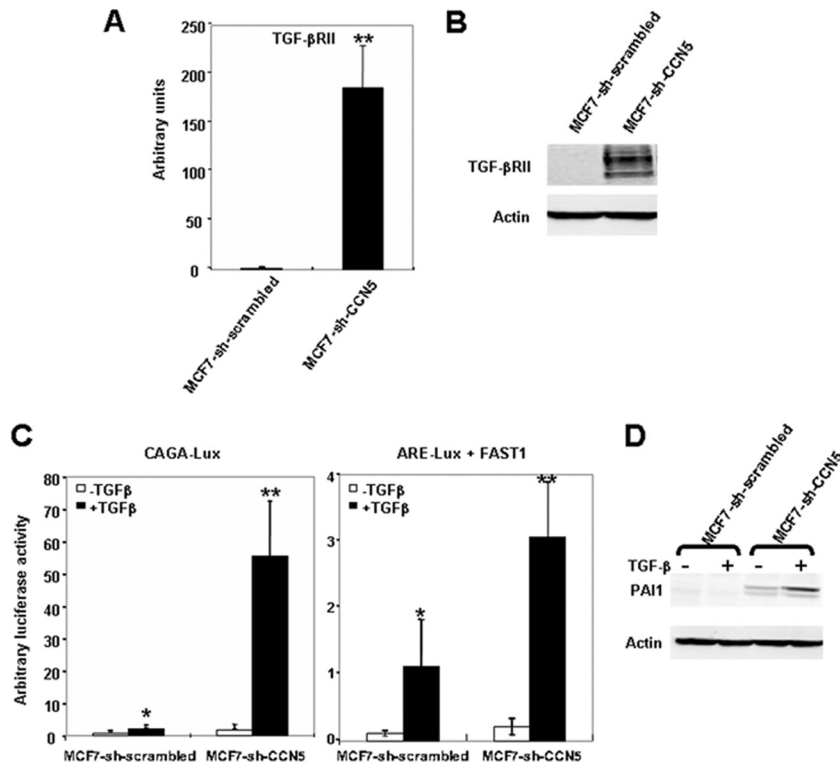 A
TGF-βRII
**
Arbitrary units
250
200
150
100
50
0
MCF7-sh-scrambled
MCF7-sh-CCN5
B
MCF7-sh-scrambled
MCF7-sh-CCN5
TGF-βRII
Actin
C
CAGA-Lux
Arbitrary luciferase activity
80
70
60
50
40
30
20
10
0
-TGFβ
+TGFβ
*
**
MCF7-sh-scrambled
MCF7-sh-CCN5
ARE-Lux + FAST1
4
3
2
1
0
-TGFβ
+TGFβ
*
**
MCF7-sh-scrambled
MCF7-sh-CCN5
D
MCF7-sh-scrambled
MCF7-sh-CCN5
TGF-β - + - +
PAI1
Actin